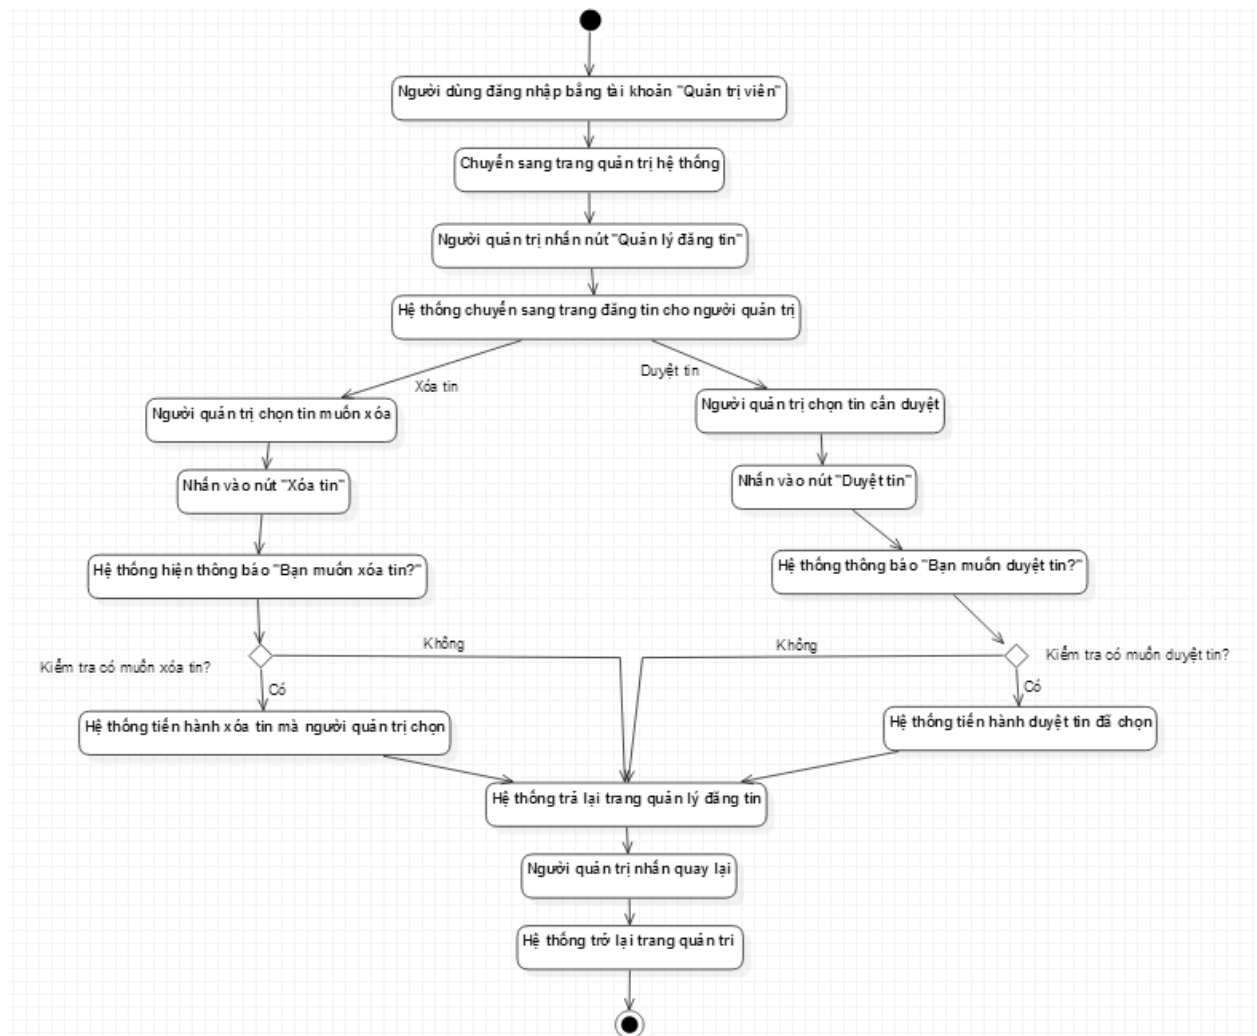 Người dùng đăng nhập bằng tài khoản "Quản trị viên"
Chuyển sang trang quản trị hệ thống
Người quản trị nhấn nút "Quản lý đăng tin"
Hệ thống chuyển sang trang đăng tin cho người quản trị
Xóa tin
Duyệt tin
Người quản trị chọn tin muốn xóa
Người quản trị chọn tin cần duyệt
Nhấn vào nút "Xóa tin"
Nhấn vào nút "Duyệt tin"
Hệ thống hiện thông báo "Bạn muốn xóa tin?"
Hệ thống thông báo "Bạn muốn duyệt tin?"
Không
Không
Kiểm tra có muốn xóa tin?
Kiểm tra có muốn duyệt tin?
Có
Có
Hệ thống tiến hành xóa tin mà người quản trị chọn
Hệ thống tiến hành duyệt tin đã chọn
Hệ thống trả lại trang quản lý đăng tin
Người quản trị nhấn quay lại
Hệ thống trở lại trang quản tri